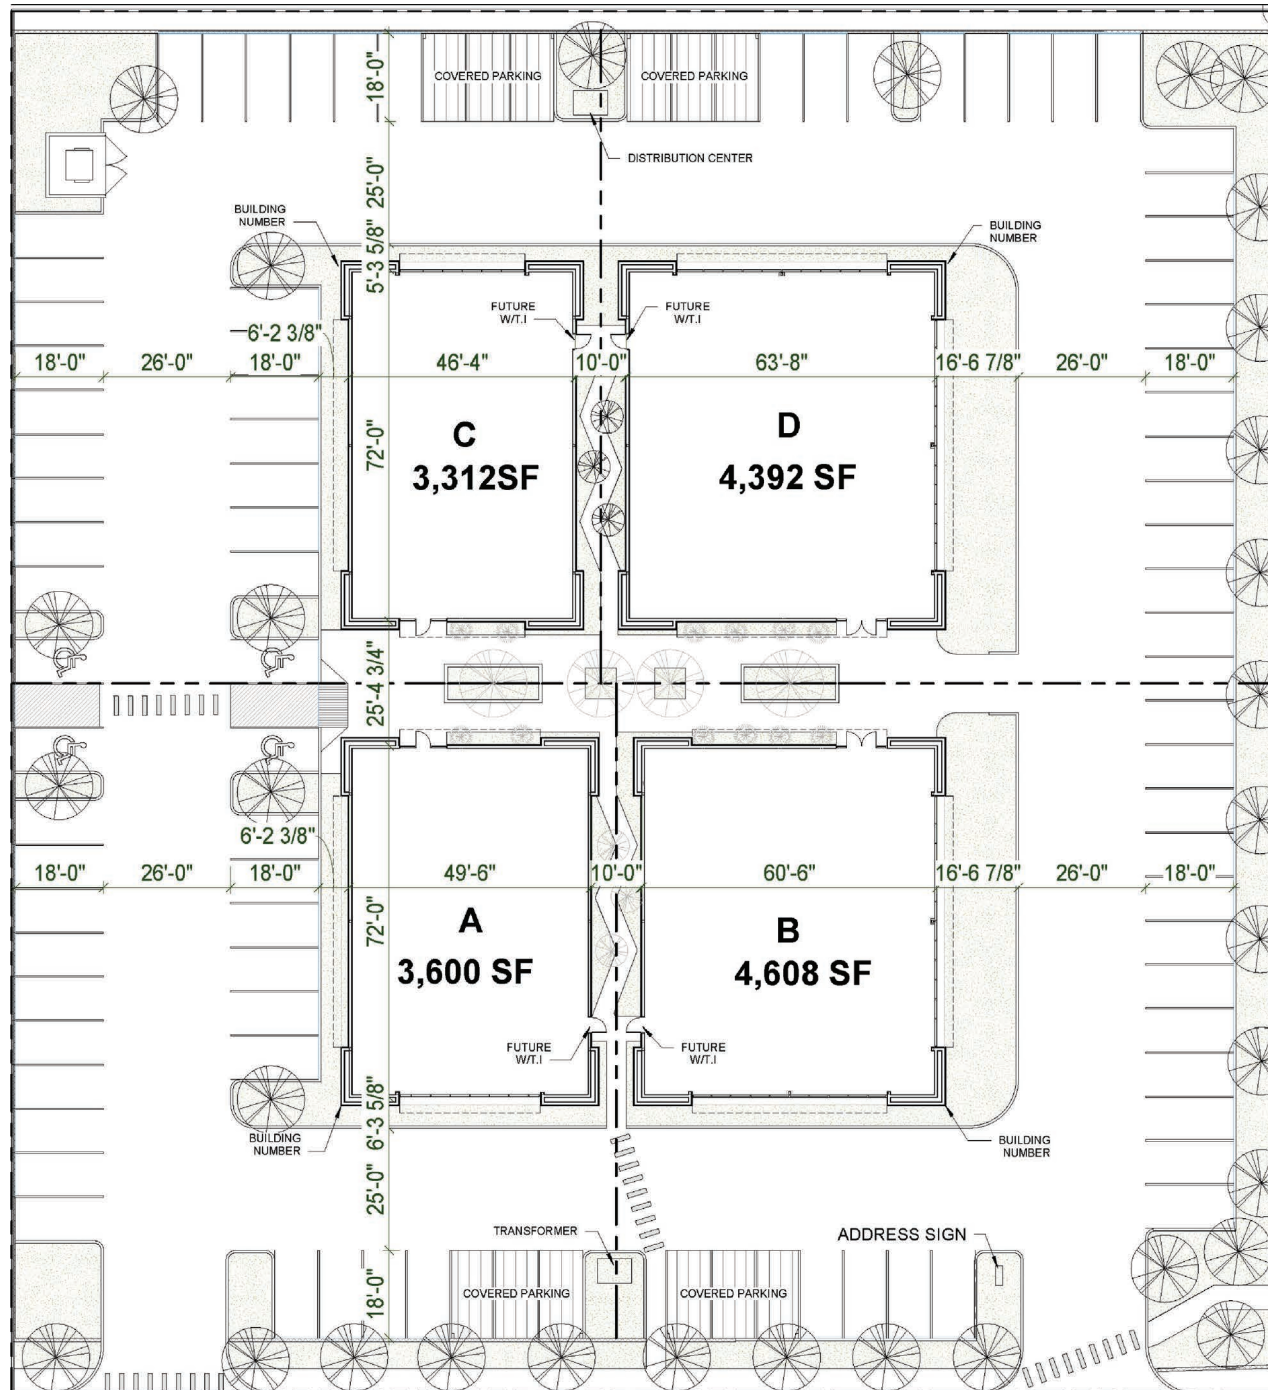 COVERED PARKING
COVERED PARKING
18'-0"
DISTRIBUTION CENTER
25'-0"
BUILDING
NUMBER
BUILDING
NUMBER
5'-3 5/8"
FUTURE
W/T.I
FUTURE
W/T.I
6'-2 3/8"
18'-0"
26'-0"
18'-0"
46'-4"
10'-0"
63'-8"
16'-6 7/8"
26'-0"
18'-0"
72'-0"
C
3,312SF
D
4,392 SF
25'-4 3/4"
6'-2 3/8"
18'-0"
26'-0"
18'-0"
49'-6"
10'-0"
60'-6"
16'-6 7/8"
26'-0"
18'-0"
72'-0"
A
3,600 SF
B
4,608 SF
FUTURE
W/T.I
FUTURE
W/T.I
6'-3 5/8"
BUILDING
NUMBER
BUILDING
NUMBER
25'-0"
TRANSFORMER
ADDRESS SIGN
18'-0"
COVERED PARKING
COVERED PARKING